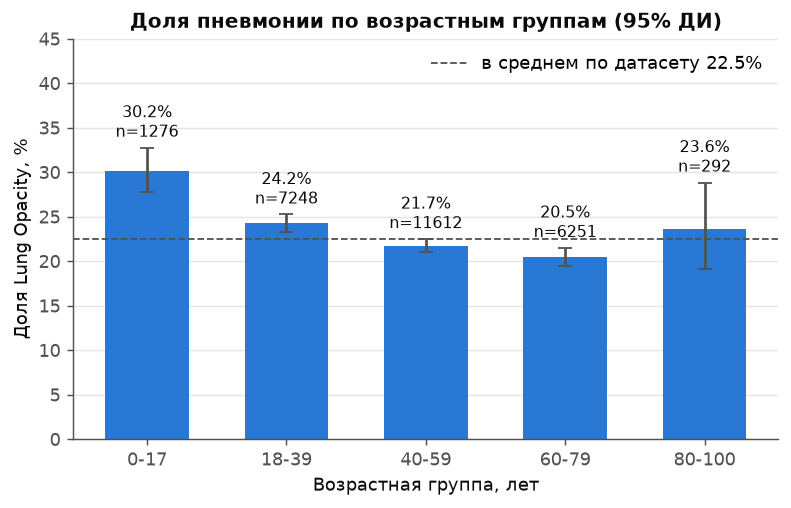 Доля пневмонии по возрастным группам (95% ДИ)
в среднем по датасету 22.5%
Доля Lung Opacity, %
45
40
35
30
25
20
15
10
5
0
30.2%
n=1276
24.2%
n=7248
21.7%
n=11612
20.5%
n=6251
23.6%
n=292
0-17
18-39
40-59
60-79
80-100
Возрастная группа, лет